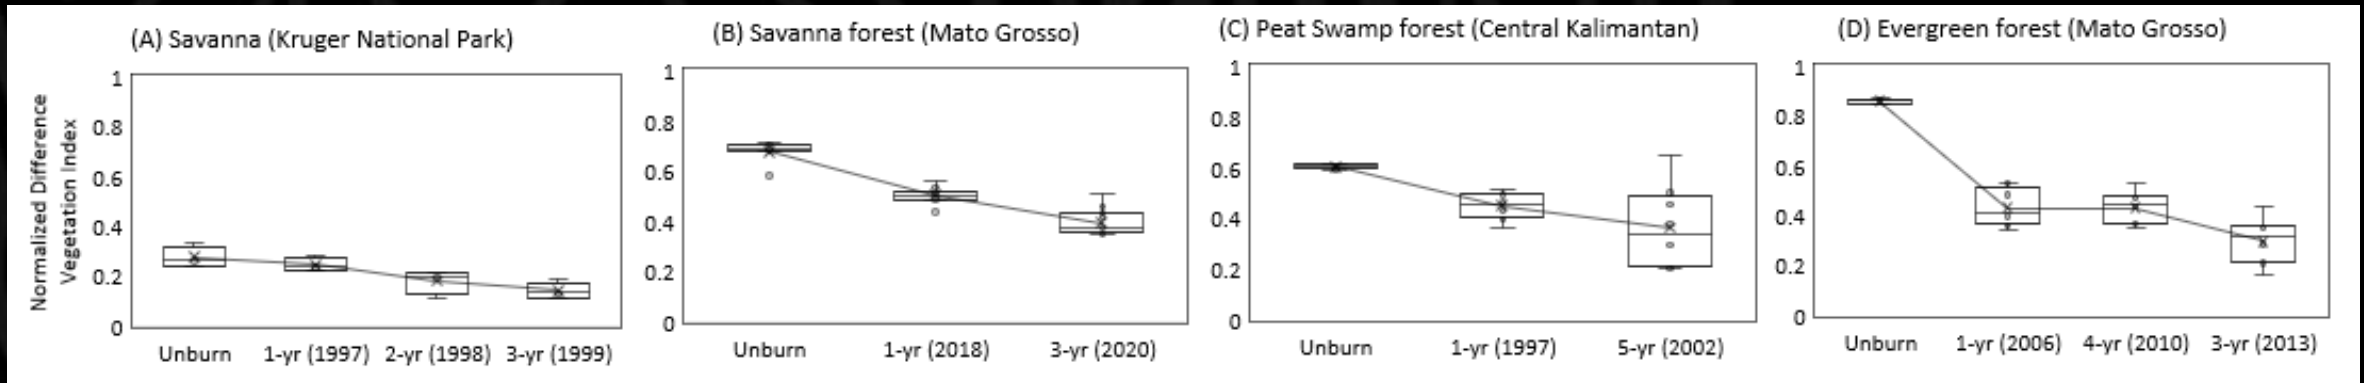 (A) Savanna (Kruger National Park)
Normalized Difference
Vegetation Index
1
0.8
0.6
0.4
0.2
0
Unburn 1-yr (1997) 2-yr (1998) 3-yr (1999)
(B) Savanna forest (Mato Grosso)
1
0.8
0.6
0.4
0.2
0
Unburn 1-yr (2018) 3-yr (2020)
(C) Peat Swamp forest (Central Kalimantan)
1
0.8
0.6
0.4
0.2
0
Unburn 1-yr (1997) 5-yr (2002)
(D) Evergreen forest (Mato Grosso)
1
0.8
0.6
0.4
0.2
0
Unburn 1-yr (2006) 4-yr (2010) 3-yr (2013)